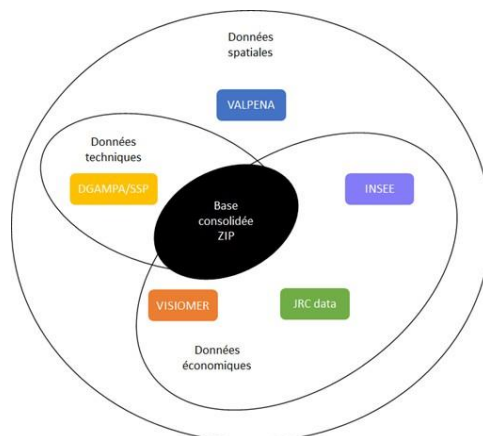 Données
spatiales
VALPENA
Données
techniques
DGAMPA/SSP
INSEE
Base
consolidée
ZIP
VISIOMER
JRC data
Données
économiques